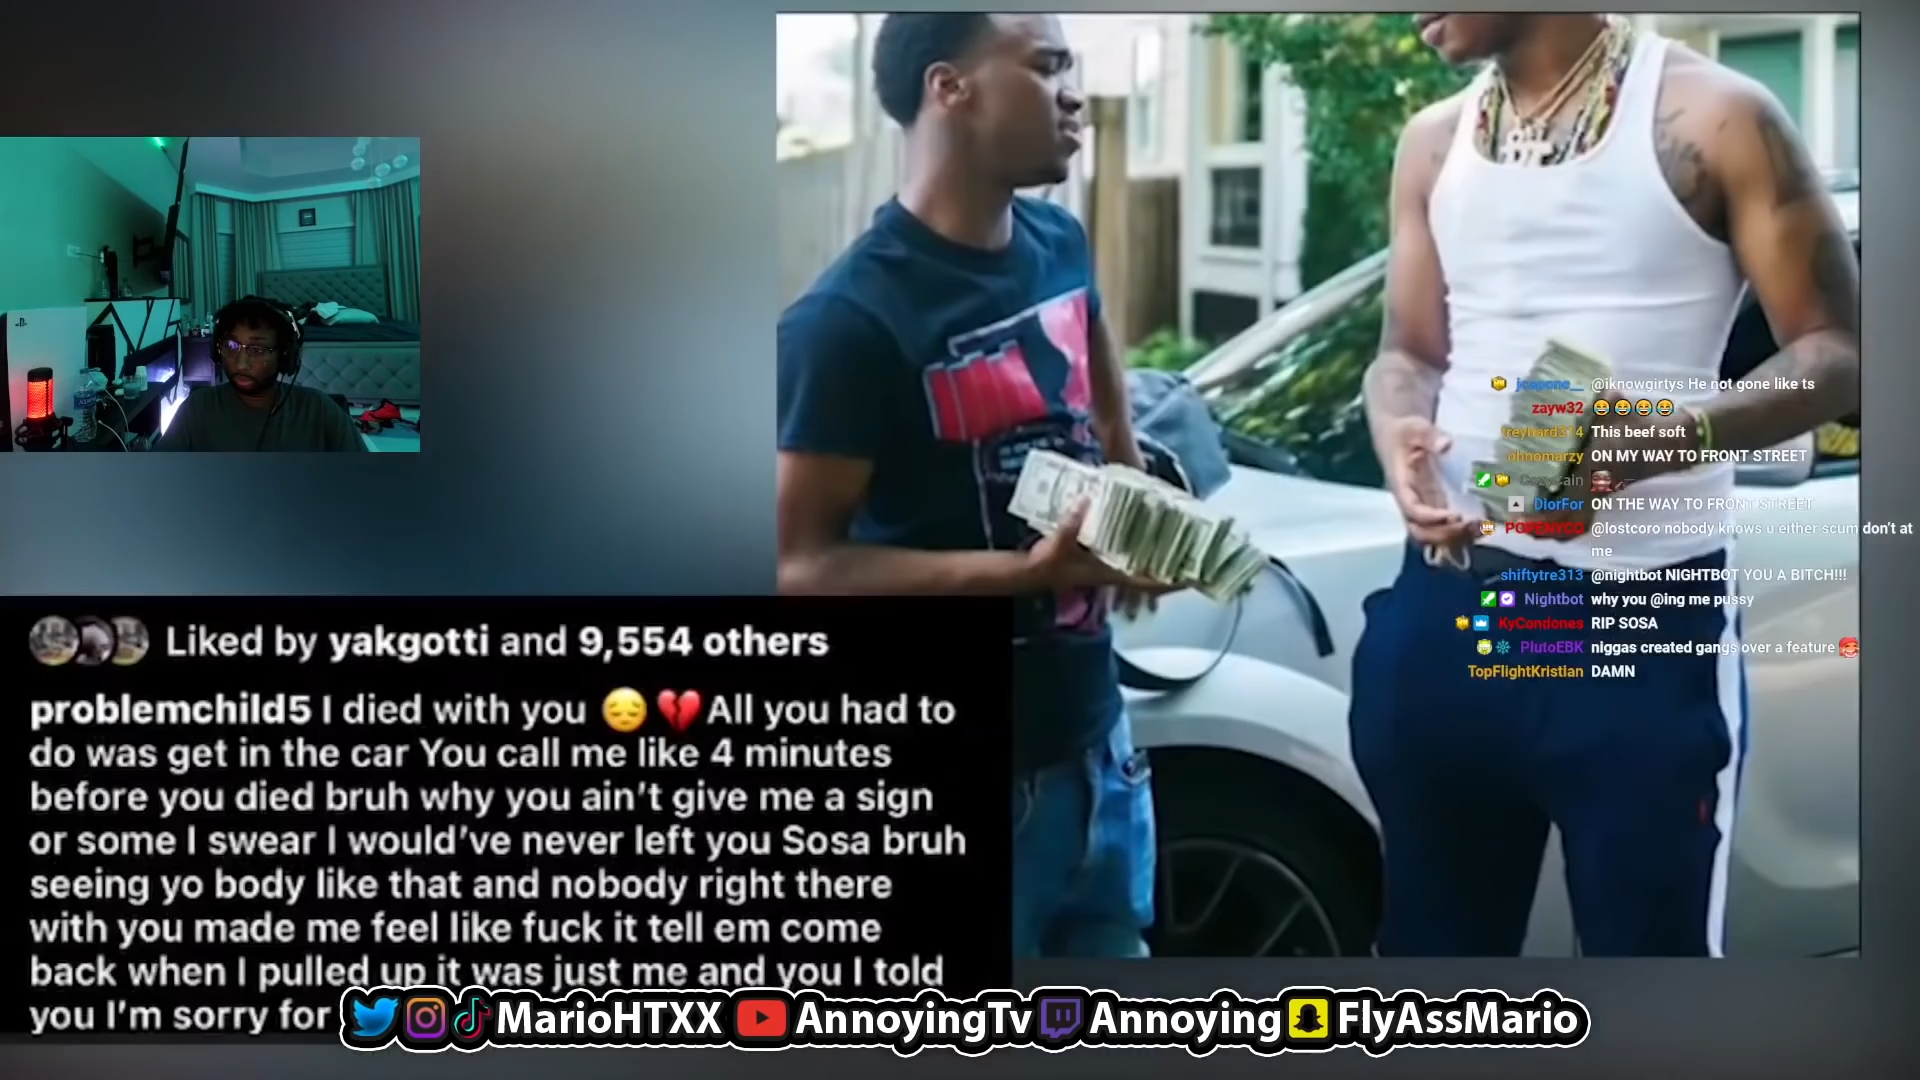 jcapone__ @iknowgirtys He not gone like ts
zayw32 😂😂😂😂
treyhard314 This beef soft
ohhomarzy ON MY WAY TO FRONT STREET
DiorFor ON THE WAY TO FRONT STREET
POPENYCO @lostcoro nobody knows u either scum don't at
me
shiftytre313 @nightbot NIGHTBOT YOU A BITCH!!!
Nightbot why you @ing me pussy
KyCondones RIP SOSA
PlutoEBK niggas created gangs over a feature
TopFlightKristian DAMN
Liked by yakgotti and 9,554 others
problemchild5 I died with you 😔💔 All you had to
do was get in the car You call me like 4 minutes
before you died bruh why you ain't give me a sign
or some I swear I would've never left you Sosa bruh
seeing yo body like that and nobody right there
with you made me feel like fuck it tell em come
back when I pulled up it was just me and you I told
you I'm sorry for
MarioHTXX AnnoyingTv Annoying FlyAssMario